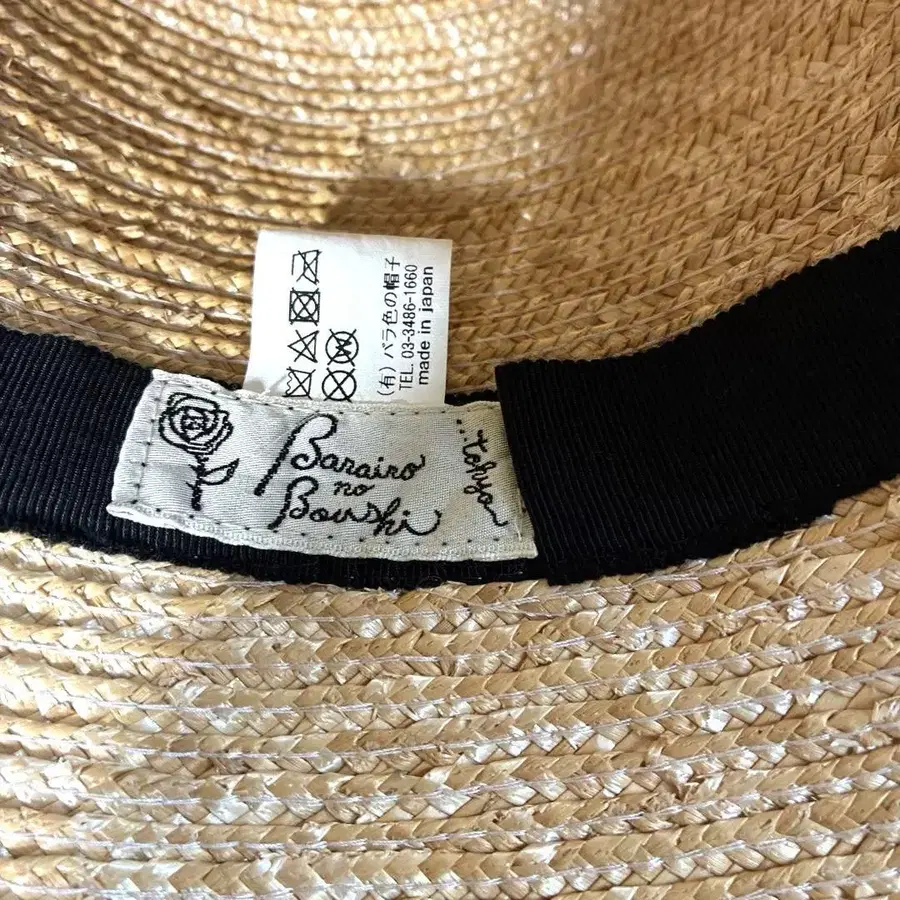 (有)バラ色の帽子
TEL. 03-3486-1660
made in japan
Barairo
no
Boushi
...tokyo